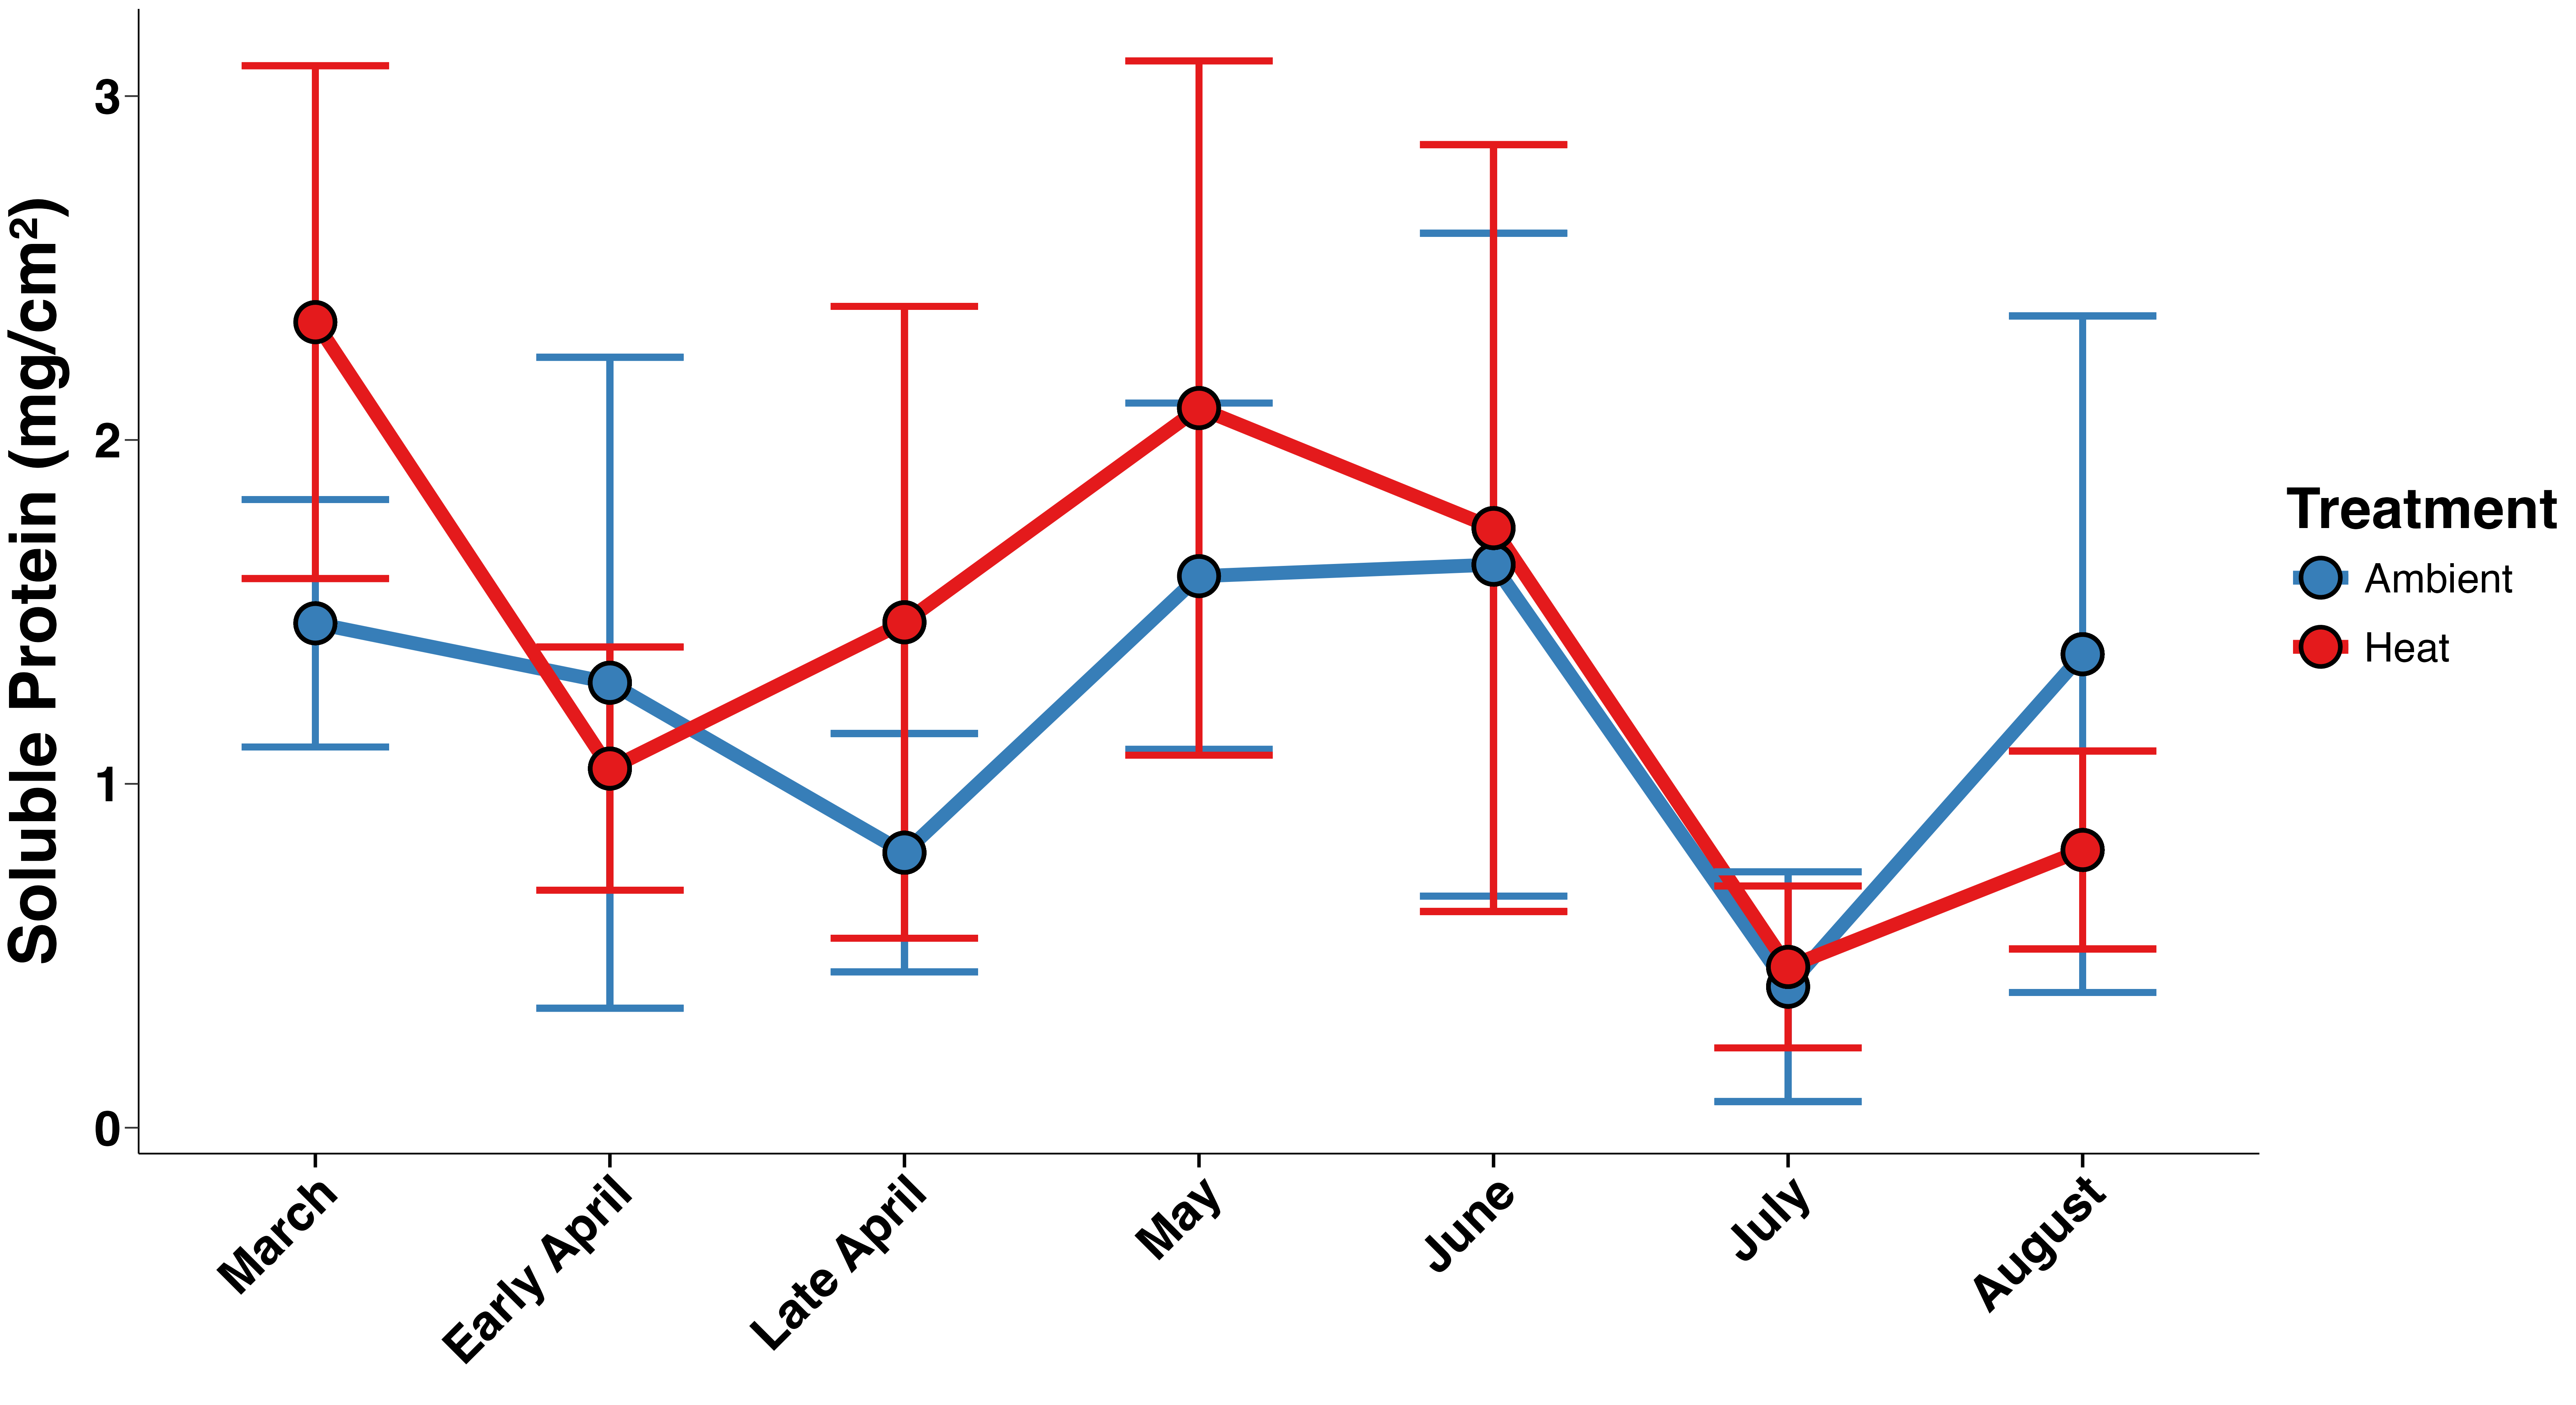 Soluble Protein (mg/cm²)
3
2
1
0
March
Early April
Late April
May
June
July
August
Treatment
Ambient
Heat